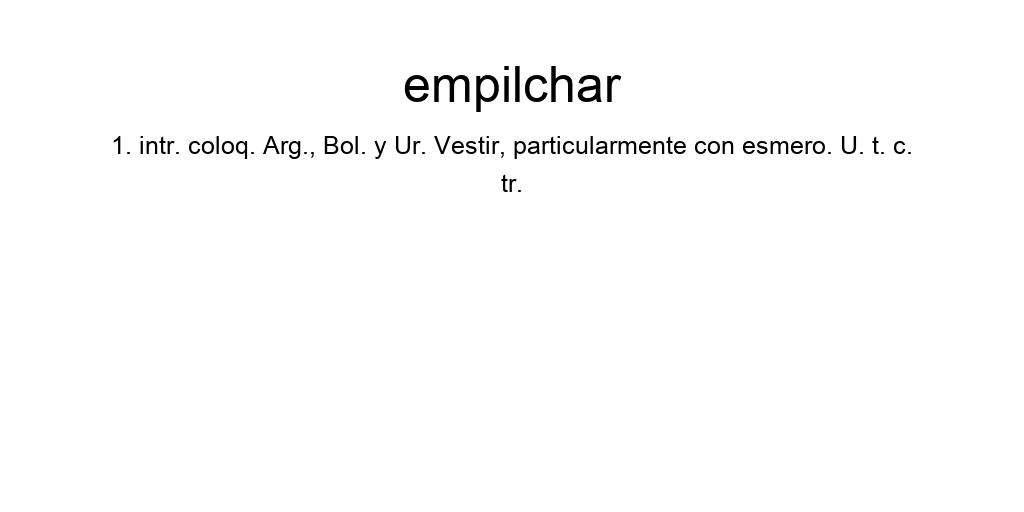 empilchar
1. intr. coloq. Arg., Bol. y Ur. Vestir, particularmente con esmero. U. t. c.
tr.